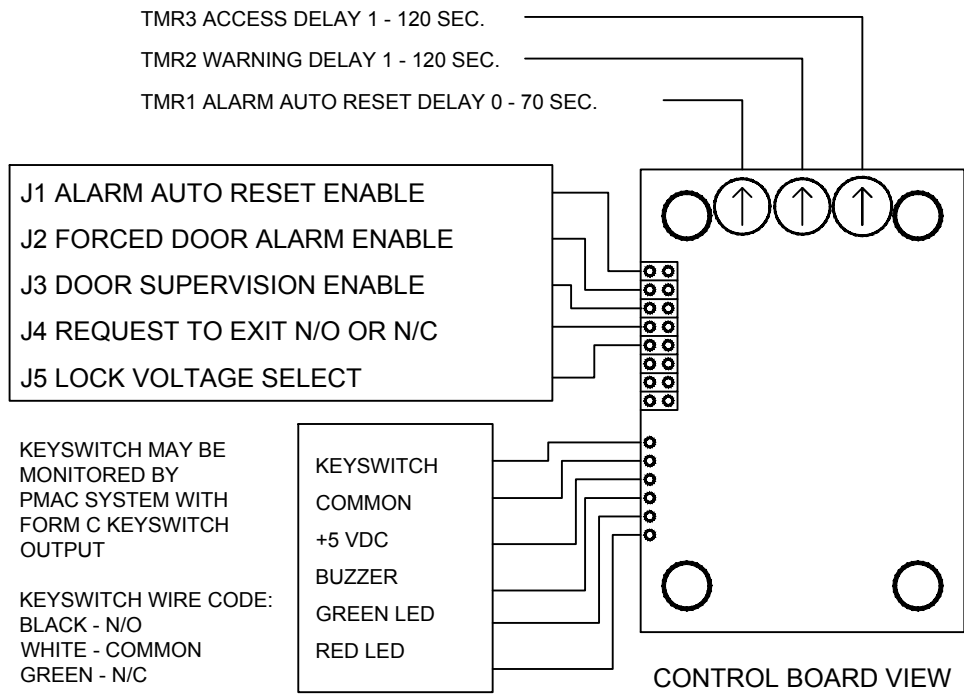 TMR3 ACCESS DELAY 1 - 120 SEC.
TMR2 WARNING DELAY 1 - 120 SEC.
TMR1 ALARM AUTO RESET DELAY 0 - 70 SEC.
J1 ALARM AUTO RESET ENABLE
J2 FORCED DOOR ALARM ENABLE
J3 DOOR SUPERVISION ENABLE
J4 REQUEST TO EXIT N/O OR N/C
J5 LOCK VOLTAGE SELECT
KEYSWITCH MAY BE
MONITORED BY
PMAC SYSTEM WITH
FORM C KEYSWITCH
OUTPUT
KEYSWITCH WIRE CODE:
BLACK - N/O
WHITE - COMMON
GREEN - N/C
KEYSWITCH
COMMON
+5 VDC
BUZZER
GREEN LED
RED LED
CONTROL BOARD VIEW